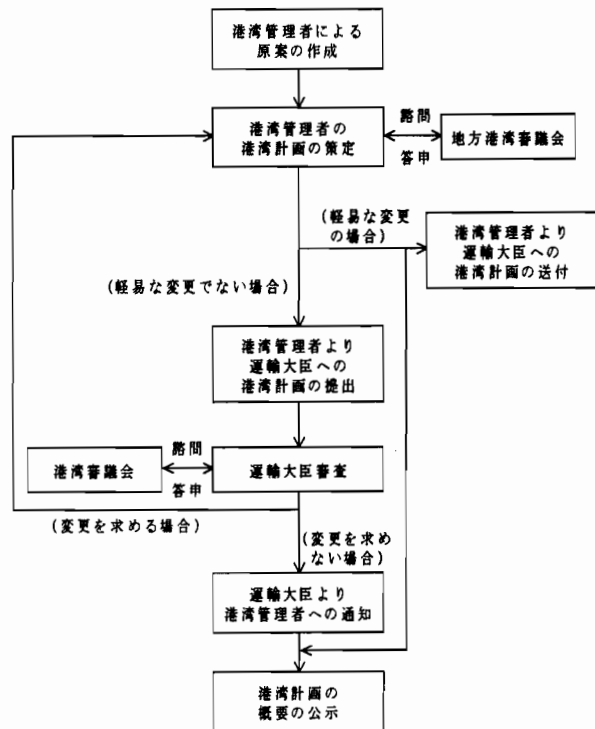 港湾管理者による
原案の作成
港湾管理者の
港湾計画の策定
諮問
答申
地方港湾審議会
(軽易な変更
の場合)
港湾管理者より
運輸大臣への
港湾計画の送付
(軽易な変更でない場合)
港湾管理者より
運輸大臣への
港湾計画の提出
港湾審議会
諮問
答申
運輸大臣審査
(変更を求める場合)
(変更を求め
ない場合)
運輸大臣より
港湾管理者への通知
港湾計画の
概要の公示